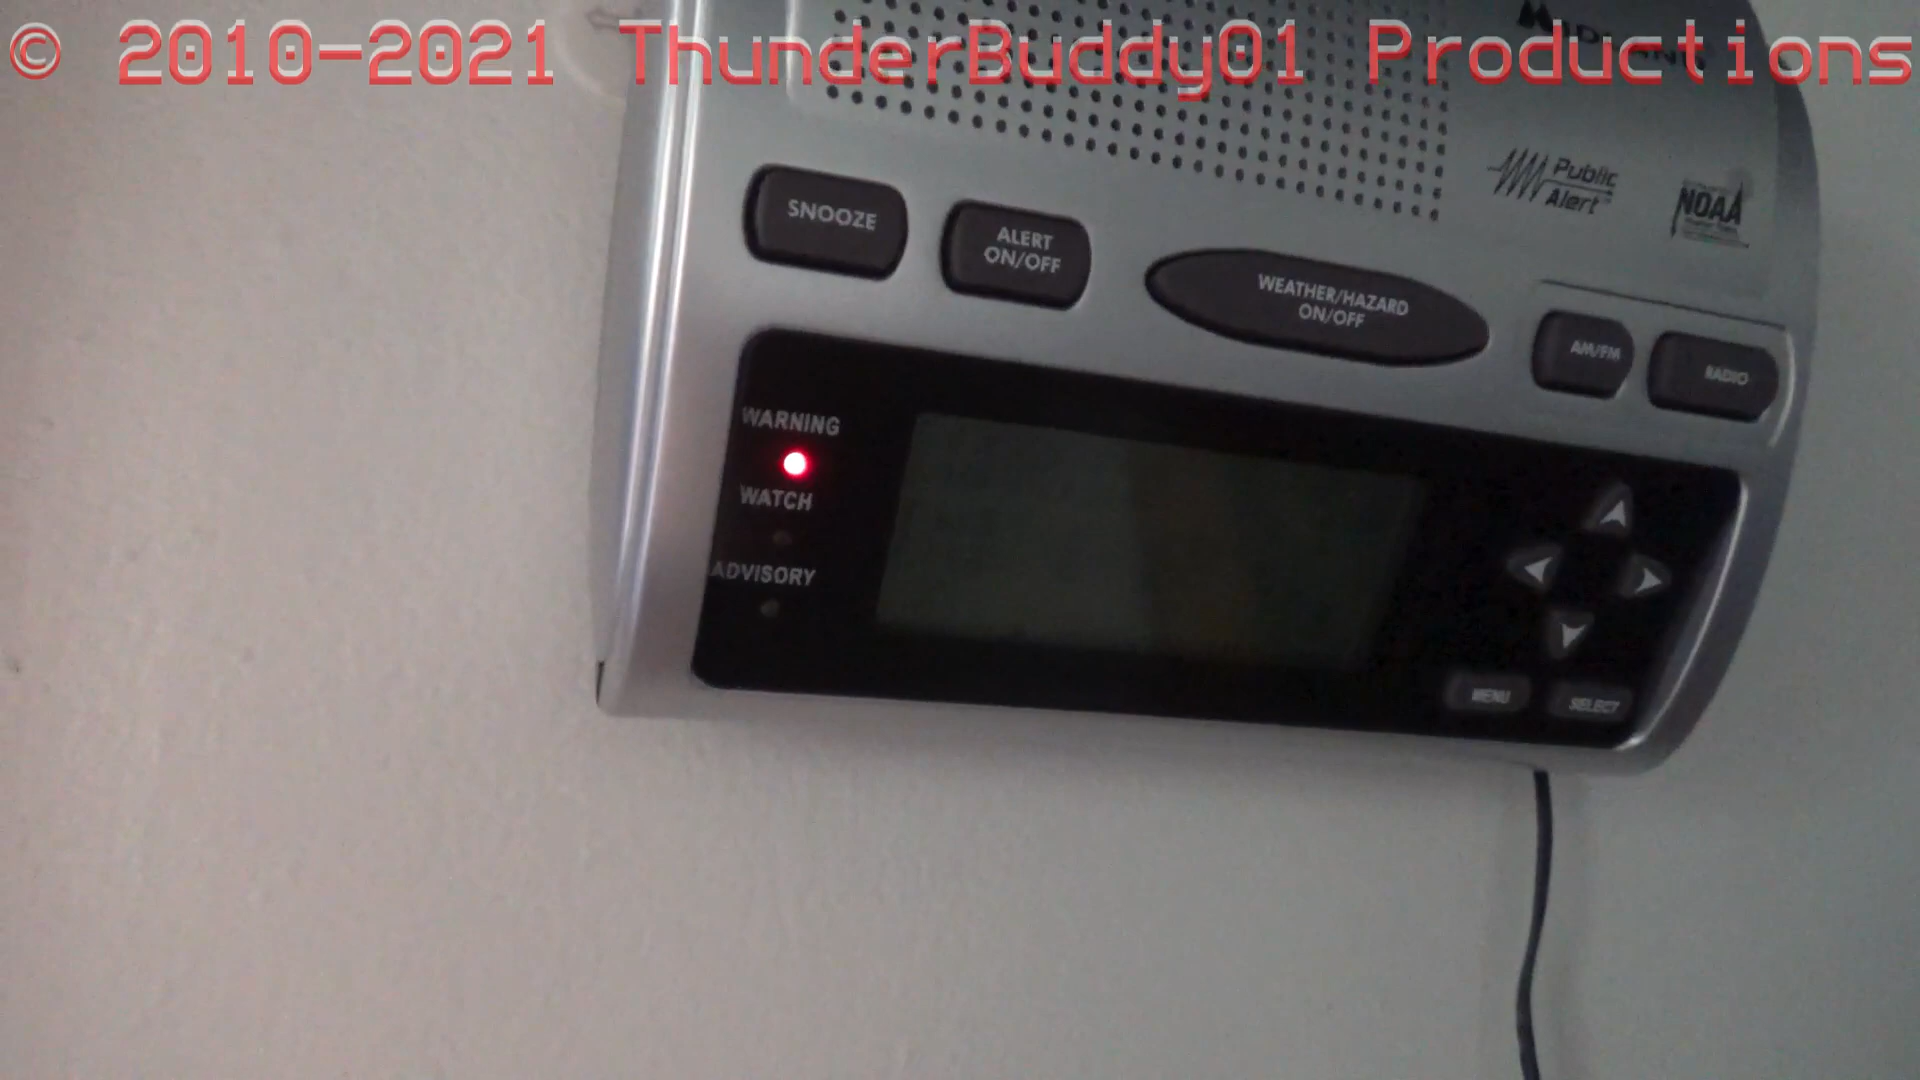 © 2010-2021 ThunderBuddy01 Productions
Public
Alert
NOAA
SNOOZE
ALERT
ON/OFF
WEATHER/HAZARD
ON/OFF
AM/FM
RADIO
WARNING
WATCH
ADVISORY
MENU
SELECT